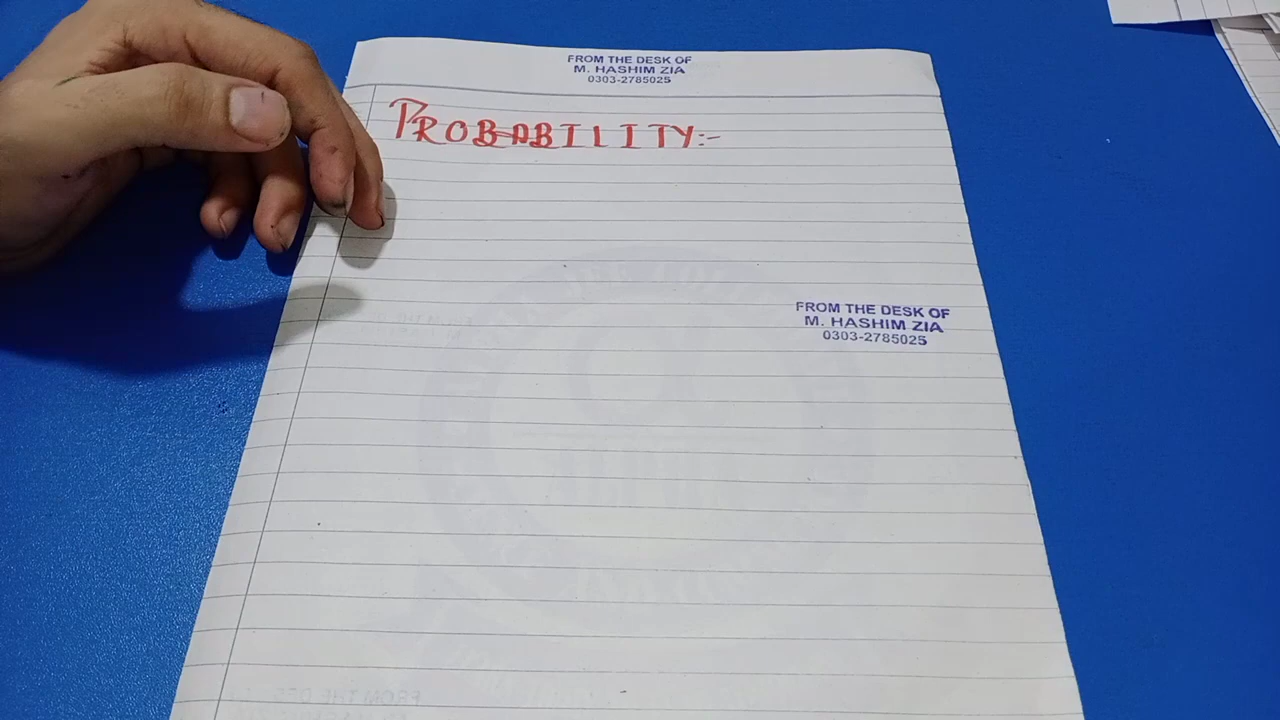 FROM THE DESK OF
M. HASHIM ZIA
0303-2785025
PROBABILITY:-
FROM THE DESK OF
M. HASHIM ZIA
0303-2785025